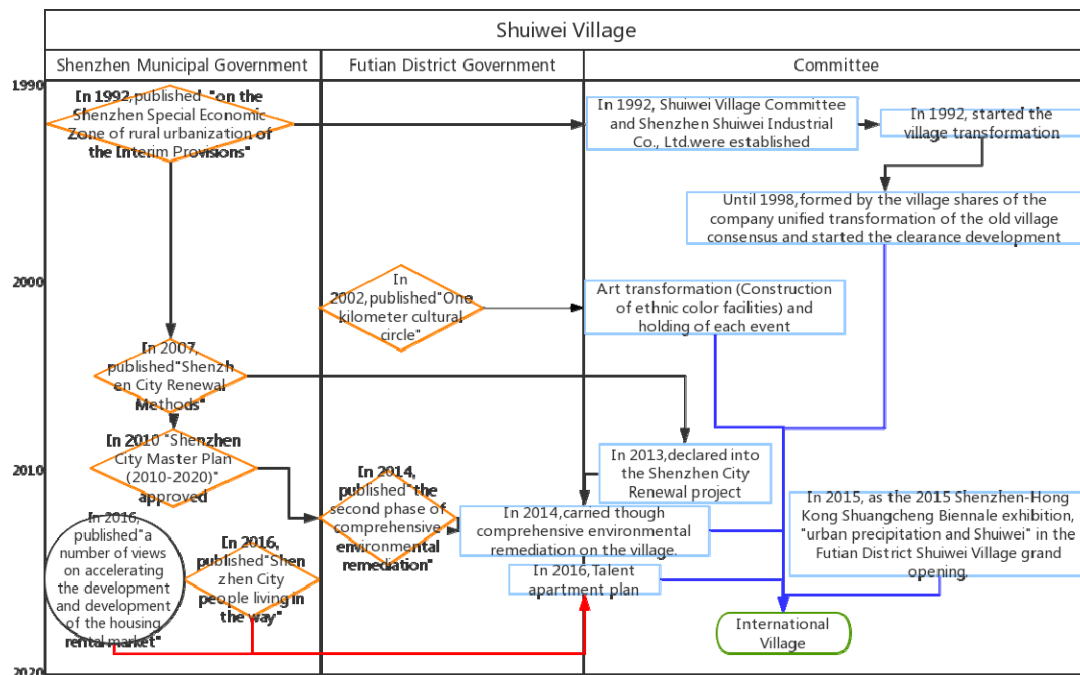 Shuiwei Village
Shenzhen Municipal Government
Futian District Government
Committee
1990
In 1992,published "on the
Shenzhen Special Economic
Zone of rural urbanization of
the Interim Provisions"
In 1992, Shuiwei Village Committee
and Shenzhen Shuiwei Industrial
Co., Ltd.were established
In 1992, started the
village transformation
Until 1998,formed by the village shares of the
company unified transformation of the old village
consensus and started the clearance development
2000
In
2002,published"One
kilometer cultural
circle"
Art transformation (Construction
of ethnic color facilities) and
holding of each event
In 2007,
published"Shenzh
en City Renewal
Methods"
In 2010 "Shenzhen
City Master Plan
(2010-2020)"
approved
2010
In 2014,
published"the
second phase of
comprehensive
environmental
remediation"
In 2013,declared into
the Shenzhen City
Renewal project
In 2014,carried though
comprehensive environmental
remediation on the village.
In 2015, as the 2015 Shenzhen-Hong
Kong Shuangcheng Biennale exhibition,
"urban precipitation and Shuiwei" in the
Futian District Shuiwei Village grand
opening.
In 2016,
published"a
number of views
on accelerating
the development
and development
of the housing
rental market"
In 2016,
published"Shen
zhen City
people living in
the way"
In 2016, Talent
apartment plan
International
Village
2020